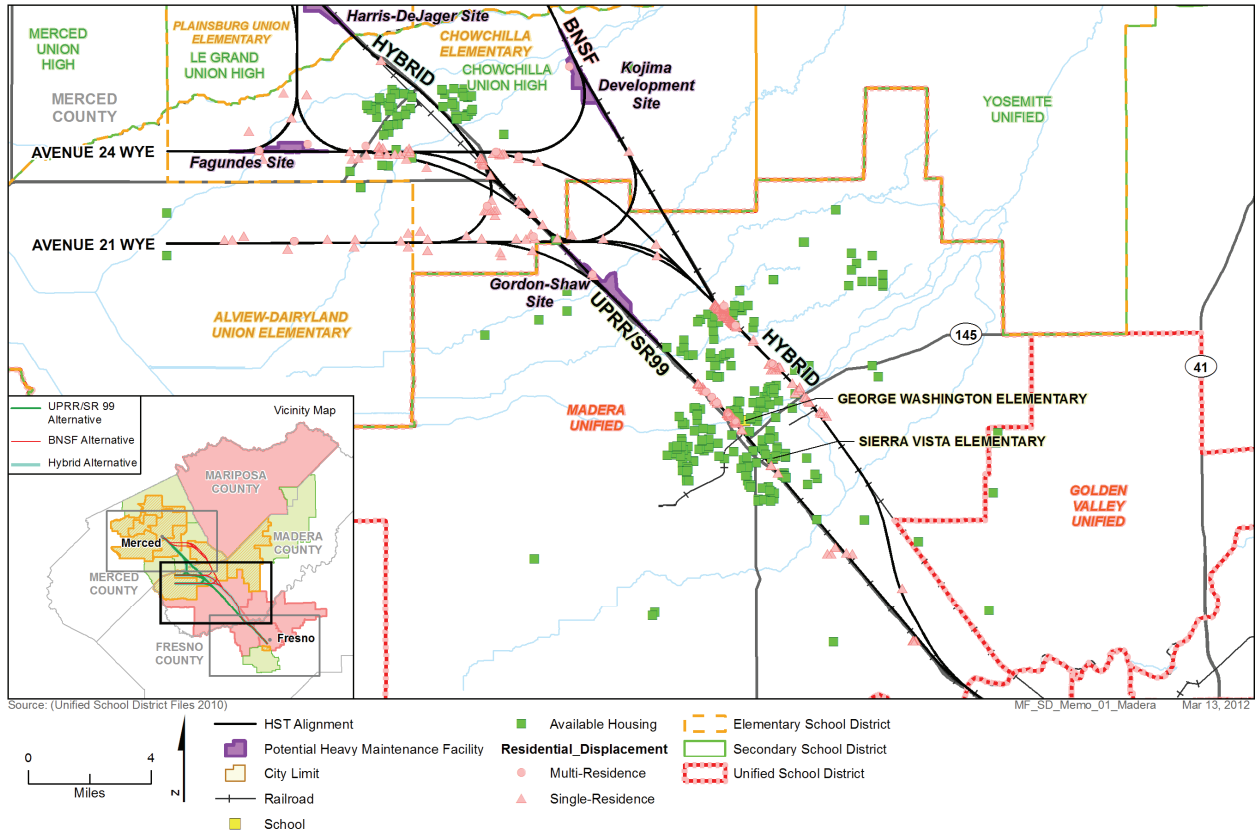 Harris-DeJager Site
MERCED
UNION
HIGH
PLAINSBURG UNION
ELEMENTARY
LE GRAND
UNION HIGH
HYBRID
CHOWCHILLA
ELEMENTARY
CHOWCHILLA
UNION HIGH
BNSF
Kojima
Development
Site
YOSEMITE
UNIFIED
MERCED
COUNTY
AVENUE 24 WYE
Fagundes Site
AVENUE 21 WYE
Gordon-Shaw
Site
UPRR/SR99
ALVIEW-DAIRYLAND
UNION ELEMENTARY
HYBRID
145
41
MADERA
UNIFIED
GEORGE WASHINGTON ELEMENTARY
SIERRA VISTA ELEMENTARY
GOLDEN
VALLEY
UNIFIED
UPRR/SR 99
Alternative
BNSF Alternative
Hybrid Alternative
Vicinity Map
MARIPOSA
COUNTY
Merced
MADERA
COUNTY
MERCED
COUNTY
FRESNO
COUNTY
Fresno
Source: (Unified School District Files 2010)
MF_SD_Memo_01_Madera
Mar 13, 2012
0
4
Miles
N
HST Alignment
Potential Heavy Maintenance Facility
City Limit
Railroad
School
Available Housing
Residential_Displacement
Multi-Residence
Single-Residence
Elementary School District
Secondary School District
Unified School District